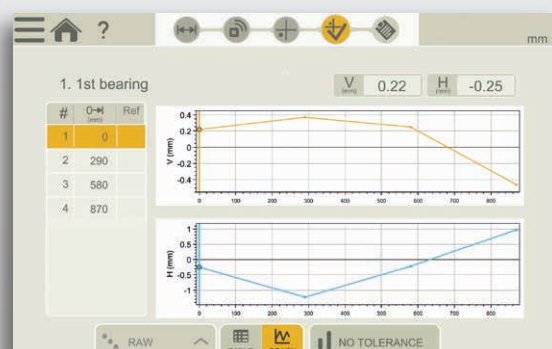 ?
mm
1. 1st bearing
V (mm) 0.22 H (mm) -0.25
# 0 (mm) Ref
1 0
2 290
3 580
4 870
V (mm)
0.4
0.2
0
-0.2
-0.4
0 100 200 300 400 500 600 700 800
H (mm)
1
0.5
0
-0.5
-1
0 100 200 300 400 500 600 700 800
RAW
NO TOLERANCE